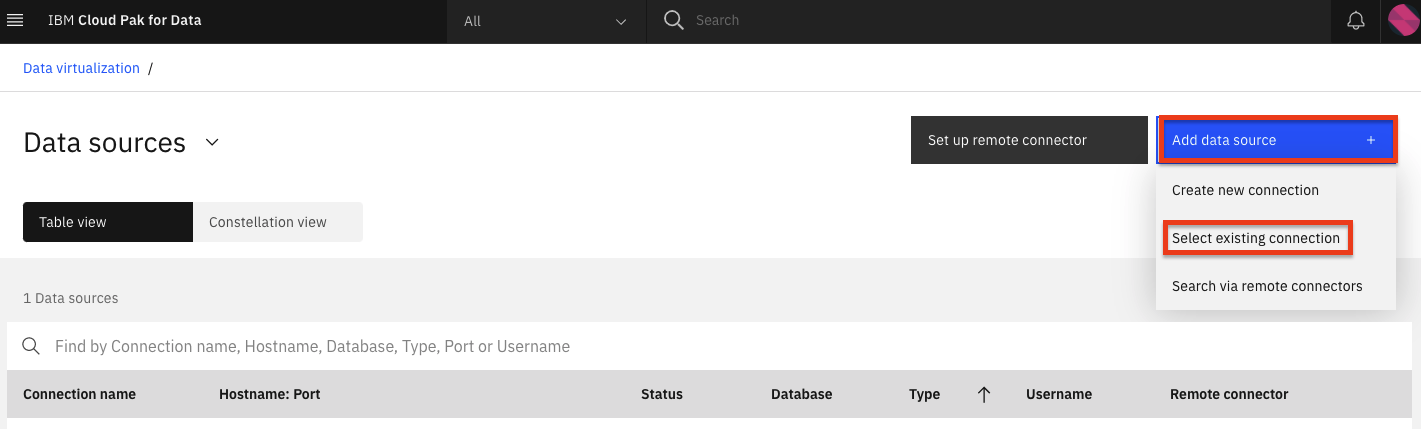 IBM Cloud Pak for Data
All
Search
Data virtualization /
Data sources
Set up remote connector
Add data source +
Create new connection
Select existing connection
Search via remote connectors
Table view
Constellation view
1 Data sources
Find by Connection name, Hostname, Database, Type, Port or Username
Connection name Hostname: Port Status Database Type Username Remote connector